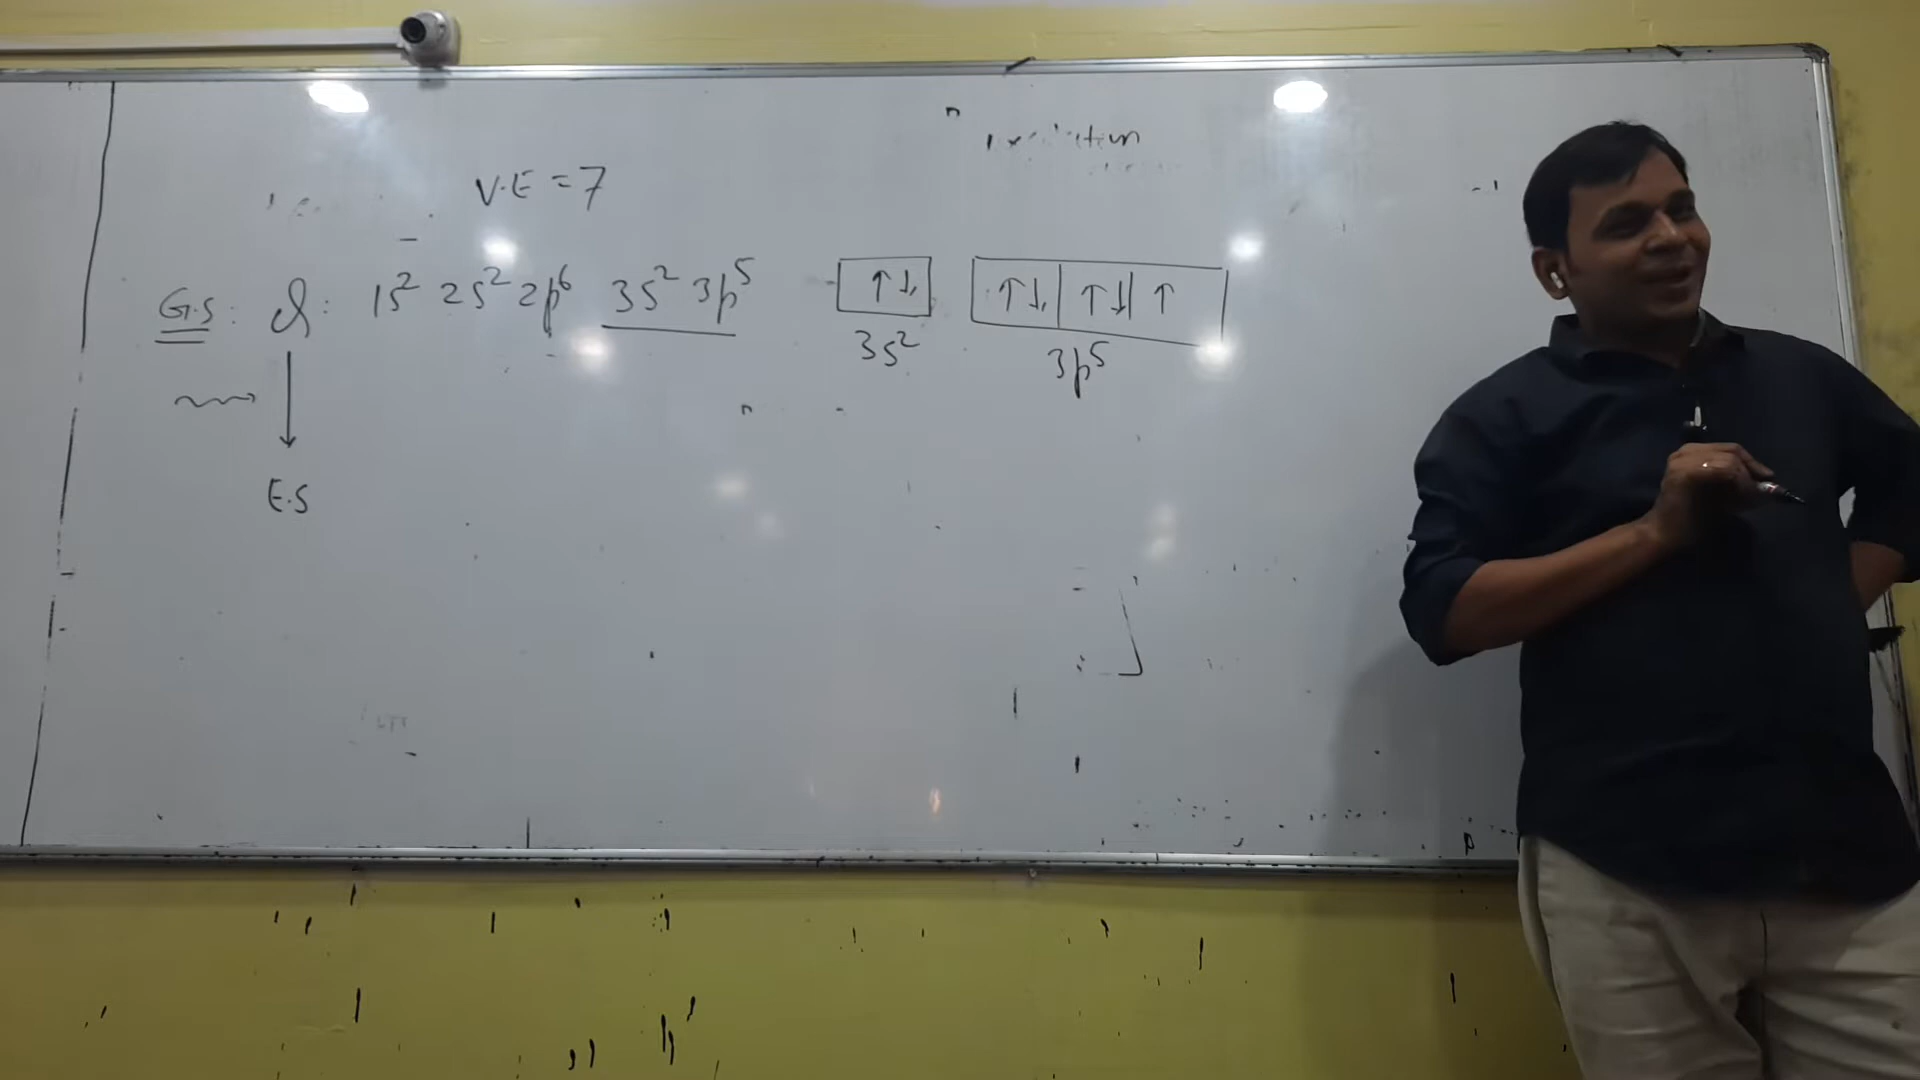 V.E = 7
G.S : Cl : 1s² 2s² 2p⁶ 3s² 3p⁵ ↑↓ ↑↓ ↑↓ ↑
3s² 3p⁵
E.S